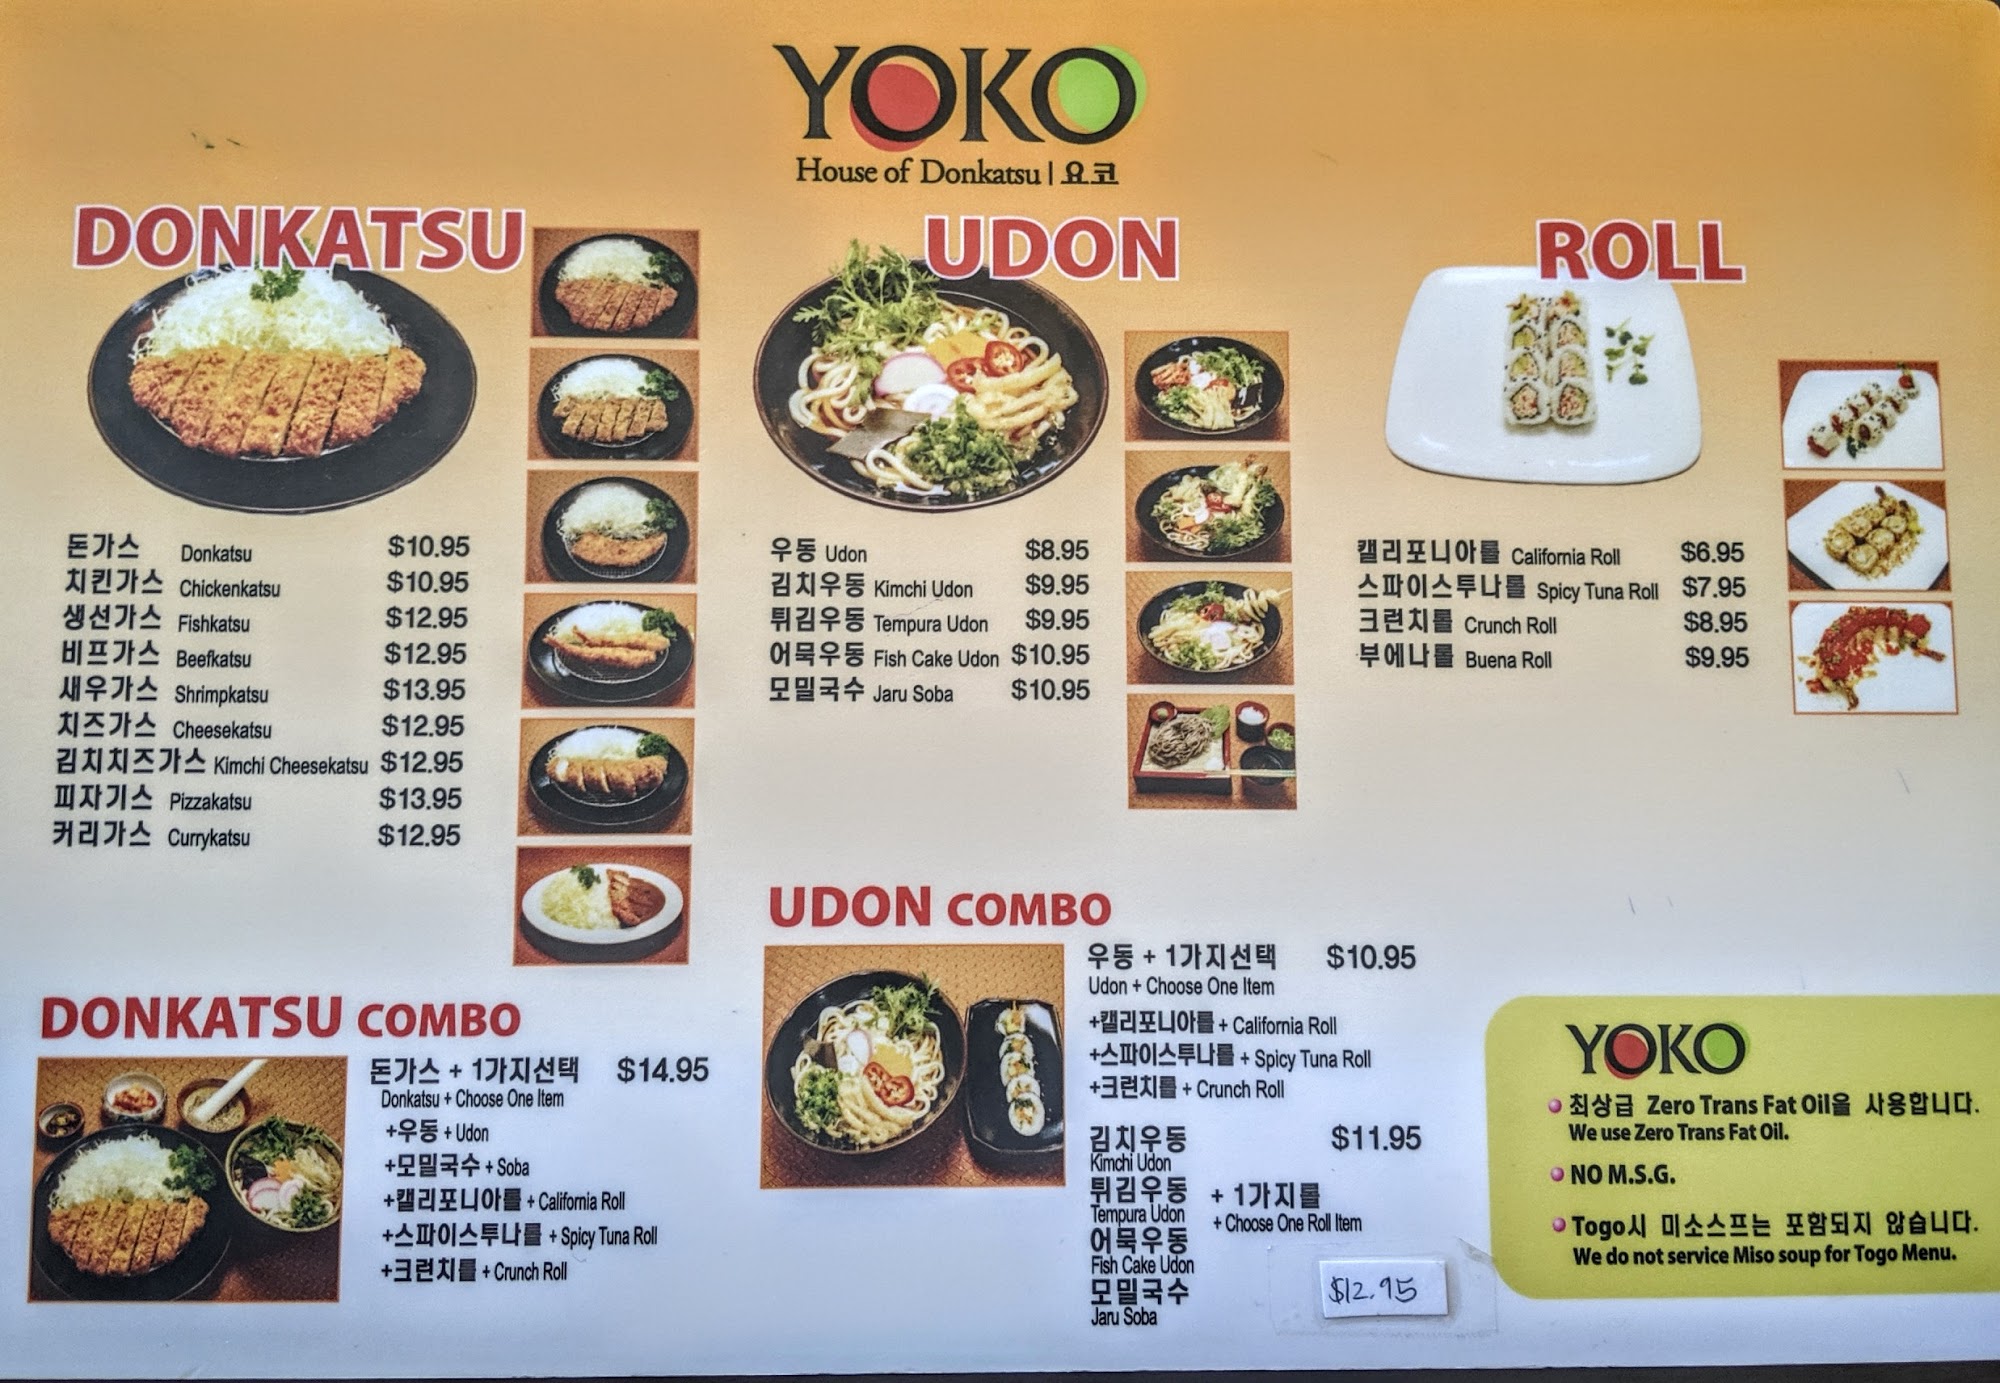 YOKO
House of Donkatsu | 요코
DONKATSU
돈가스 Donkatsu $10.95
치킨가스 Chickenkatsu $10.95
생선가스 Fishkatsu $12.95
비프가스 Beefkatsu $12.95
새우가스 Shrimpkatsu $13.95
치즈가스 Cheesekatsu $12.95
김치치즈가스 Kimchi Cheesekatsu $12.95
피자기스 Pizzakatsu $13.95
커리가스 Currykatsu $12.95
DONKATSU COMBO
돈가스 + 1가지선택 $14.95
Donkatsu + Choose One Item
+우동 + Udon
+모밀국수 + Soba
+캘리포니아롤 + California Roll
+스파이스투나롤 + Spicy Tuna Roll
+크런치롤 + Crunch Roll
UDON
우동 Udon $8.95
김치우동 Kimchi Udon $9.95
튀김우동 Tempura Udon $9.95
어묵우동 Fish Cake Udon $10.95
모밀국수 Jaru Soba $10.95
UDON COMBO
우동 + 1가지선택 $10.95
Udon + Choose One Item
+캘리포니아롤 + California Roll
+스파이스투나롤 + Spicy Tuna Roll
+크런치롤 + Crunch Roll
김치우동 $11.95
Kimchi Udon
튀김우동 + 1가지롤
Tempura Udon + Choose One Roll Item
어묵우동
Fish Cake Udon
모밀국수
Jaru Soba
$12.95
ROLL
캘리포니아롤 California Roll $6.95
스파이스투나롤 Spicy Tuna Roll $7.95
크런치롤 Crunch Roll $8.95
부에나롤 Buena Roll $9.95
YOKO
최상급 Zero Trans Fat Oil을 사용합니다.
We use Zero Trans Fat Oil.
NO M.S.G.
Togo시 미소스프는 포함되지 않습니다.
We do not service Miso soup for Togo Menu.